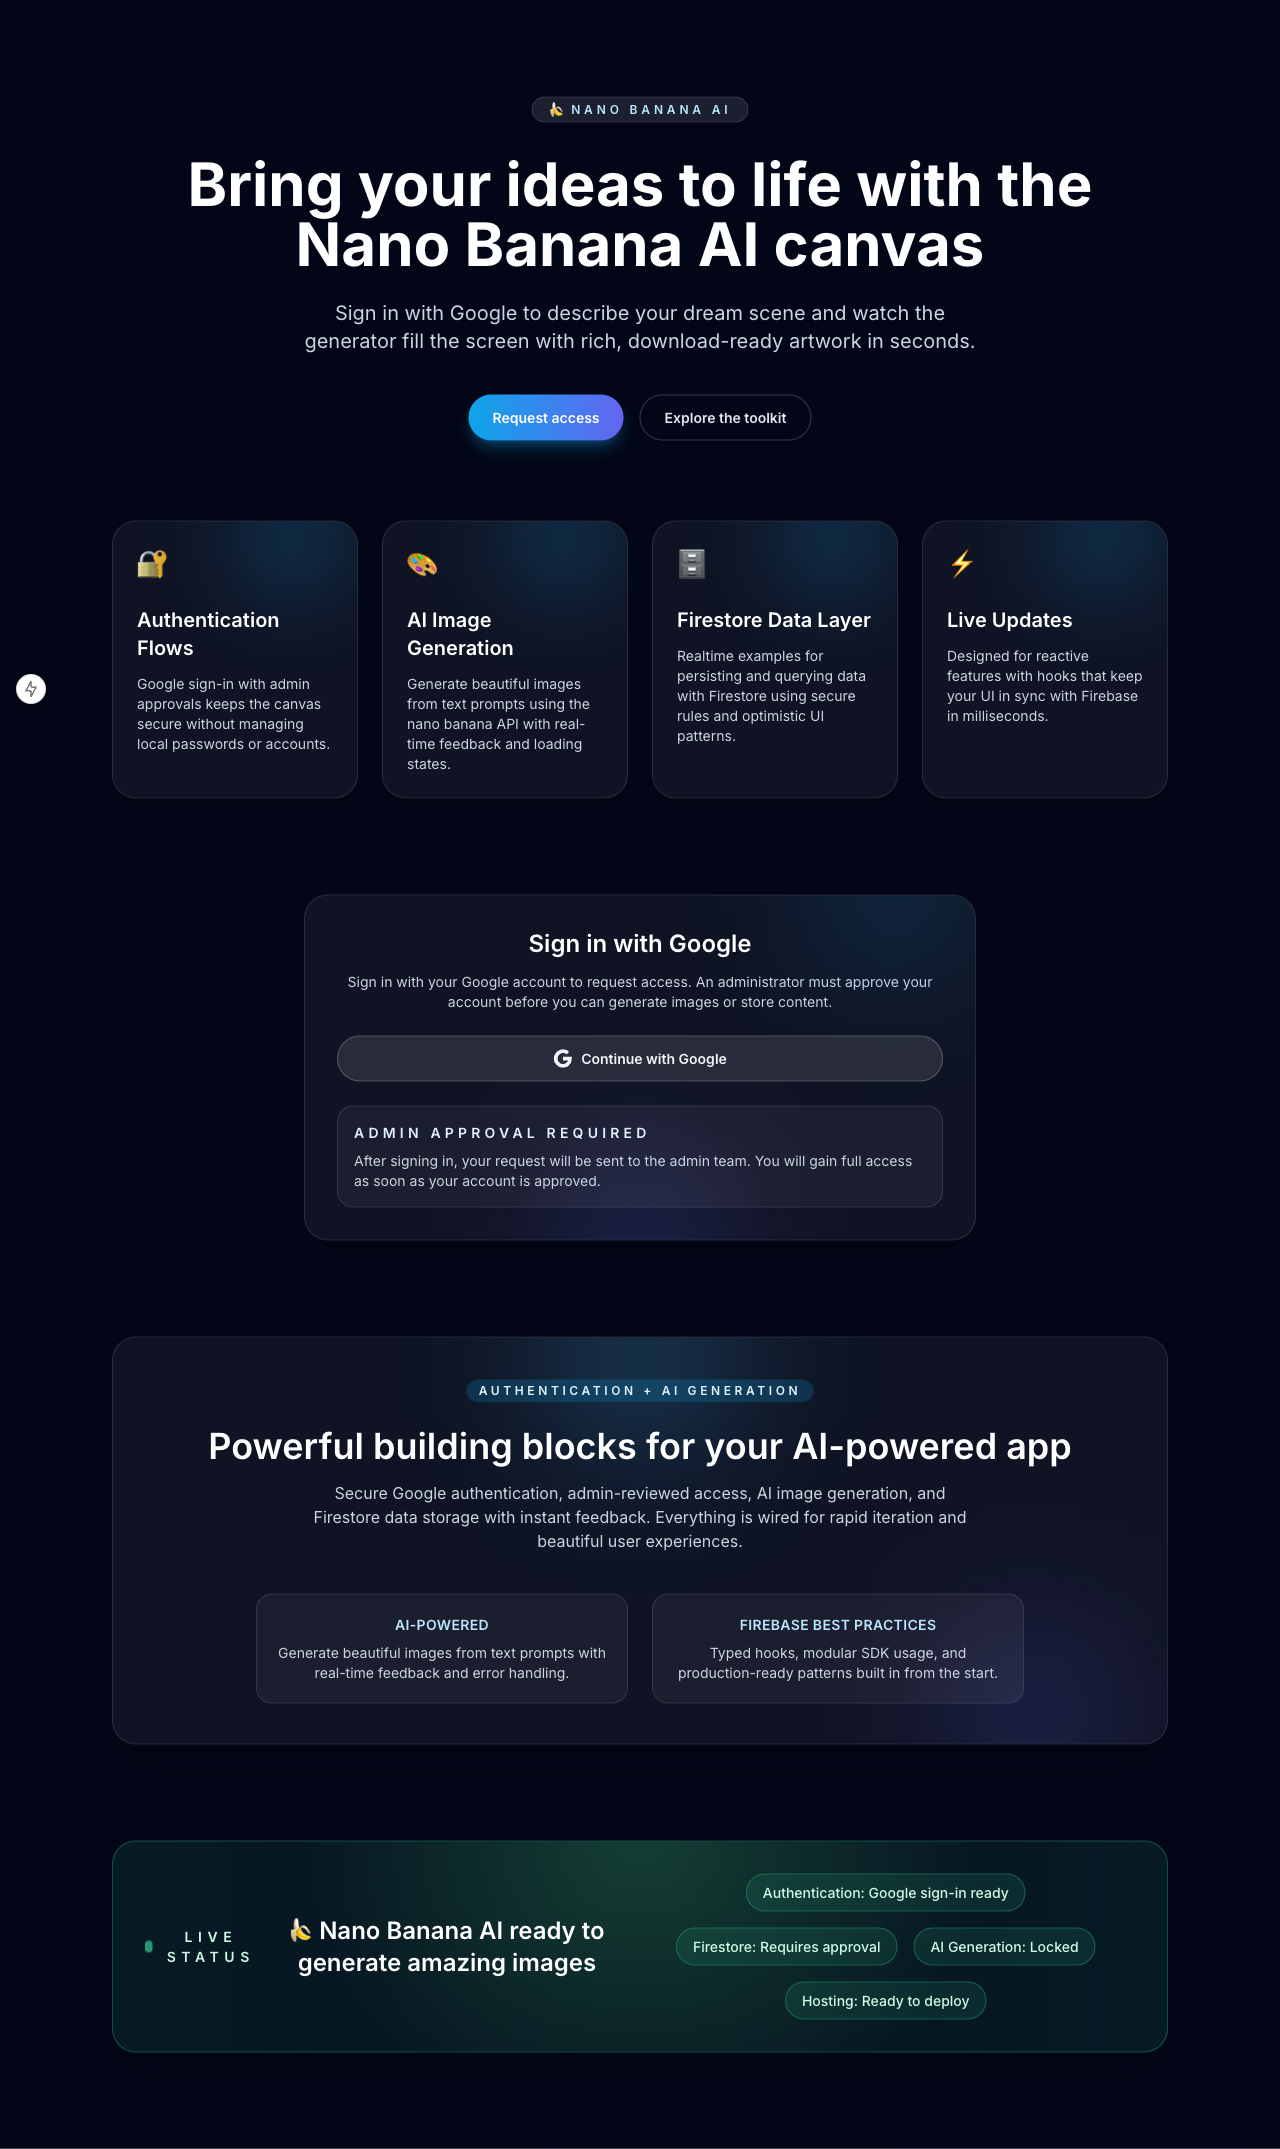 🍌 NANO BANANA AI
Bring your ideas to life with the
Nano Banana AI canvas
Sign in with Google to describe your dream scene and watch the
generator fill the screen with rich, download-ready artwork in seconds.
Request access
Explore the toolkit
Authentication
Flows
Google sign-in with admin
approvals keeps the canvas
secure without managing
local passwords or accounts.
AI Image
Generation
Generate beautiful images
from text prompts using the
nano banana API with real-
time feedback and loading
states.
Firestore Data Layer
Realtime examples for
persisting and querying data
with Firestore using secure
rules and optimistic UI
patterns.
Live Updates
Designed for reactive
features with hooks that keep
your UI in sync with Firebase
in milliseconds.
Sign in with Google
Sign in with your Google account to request access. An administrator must approve your
account before you can generate images or store content.
Continue with Google
ADMIN APPROVAL REQUIRED
After signing in, your request will be sent to the admin team. You will gain full access
as soon as your account is approved.
AUTHENTICATION + AI GENERATION
Powerful building blocks for your AI-powered app
Secure Google authentication, admin-reviewed access, AI image generation, and
Firestore data storage with instant feedback. Everything is wired for rapid iteration and
beautiful user experiences.
AI-POWERED
Generate beautiful images from text prompts with
real-time feedback and error handling.
FIREBASE BEST PRACTICES
Typed hooks, modular SDK usage, and
production-ready patterns built in from the start.
LIVE
STATUS
🍌 Nano Banana AI ready to
generate amazing images
Authentication: Google sign-in ready
Firestore: Requires approval
AI Generation: Locked
Hosting: Ready to deploy